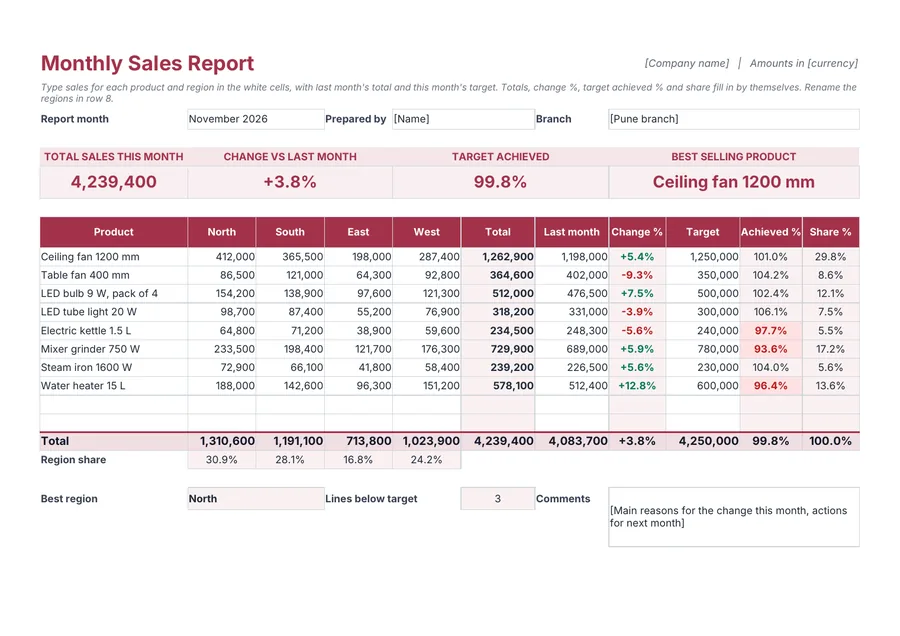 Monthly Sales Report
[Company name] | Amounts in [currency]
Type sales for each product and region in the white cells, with last month's total and this month's target. Totals, change %, target achieved % and share fill in by themselves. Rename the
regions in row 8.
Report month November 2026 Prepared by [Name] Branch [Pune branch]
TOTAL SALES THIS MONTH CHANGE VS LAST MONTH TARGET ACHIEVED BEST SELLING PRODUCT
4,239,400 +3.8% 99.8% Ceiling fan 1200 mm
Product North South East West Total Last month Change % Target Achieved % Share %
Ceiling fan 1200 mm 412,000 365,500 198,000 287,400 1,262,900 1,198,000 +5.4% 1,250,000 101.0% 29.8%
Table fan 400 mm 86,500 121,000 64,300 92,800 364,600 402,000 -9.3% 350,000 104.2% 8.6%
LED bulb 9 W, pack of 4 154,200 138,900 97,600 121,300 512,000 476,500 +7.5% 500,000 102.4% 12.1%
LED tube light 20 W 98,700 87,400 55,200 76,900 318,200 331,000 -3.9% 300,000 106.1% 7.5%
Electric kettle 1.5 L 64,800 71,200 38,900 59,600 234,500 248,300 -5.6% 240,000 97.7% 5.5%
Mixer grinder 750 W 233,500 198,400 121,700 176,300 729,900 689,000 +5.9% 780,000 93.6% 17.2%
Steam iron 1600 W 72,900 66,100 41,800 58,400 239,200 226,500 +5.6% 230,000 104.0% 5.6%
Water heater 15 L 188,000 142,600 96,300 151,200 578,100 512,400 +12.8% 600,000 96.4% 13.6%
Total 1,310,600 1,191,100 713,800 1,023,900 4,239,400 4,083,700 +3.8% 4,250,000 99.8% 100.0%
Region share 30.9% 28.1% 16.8% 24.2%
Best region North Lines below target 3 Comments
[Main reasons for the change this month, actions
for next month]